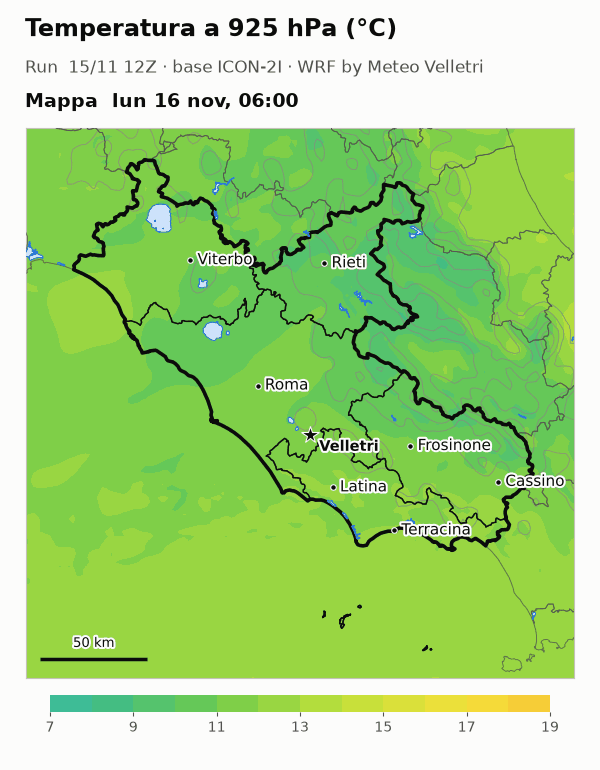 Temperatura a 925 hPa (°C)
Run  15/11 12Z · base ICON-2I · WRF by Meteo Velletri
Mappa  lun 16 nov, 06:00
Viterbo
Rieti
Roma
Velletri
Frosinone
Cassino
Latina
Terracina
50 km
7 9 11 13 15 17 19